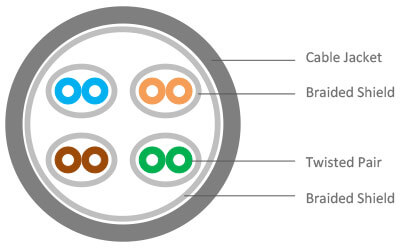 Cable Jacket
Braided Shield
Twisted Pair
Braided Shield